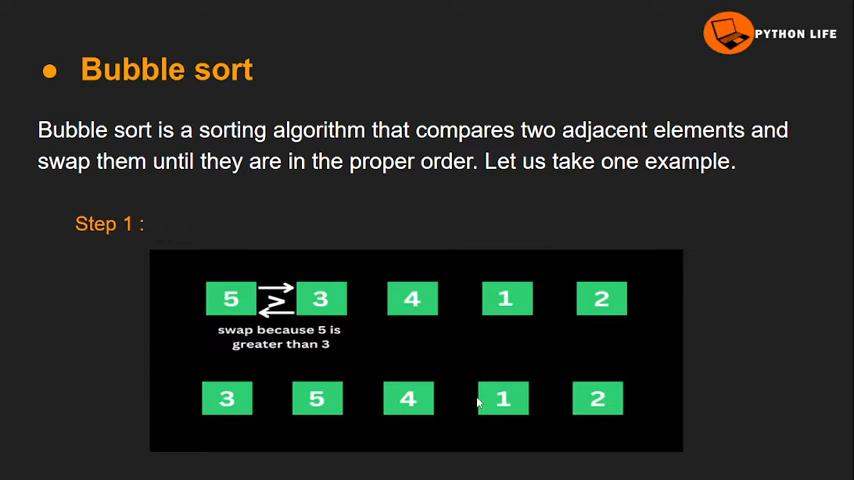 PYTHON LIFE
● Bubble sort
Bubble sort is a sorting algorithm that compares two adjacent elements and
swap them until they are in the proper order. Let us take one example.
Step 1 :
5 > 3 4 1 2
swap because 5 is
greater than 3
3 5 4 1 2